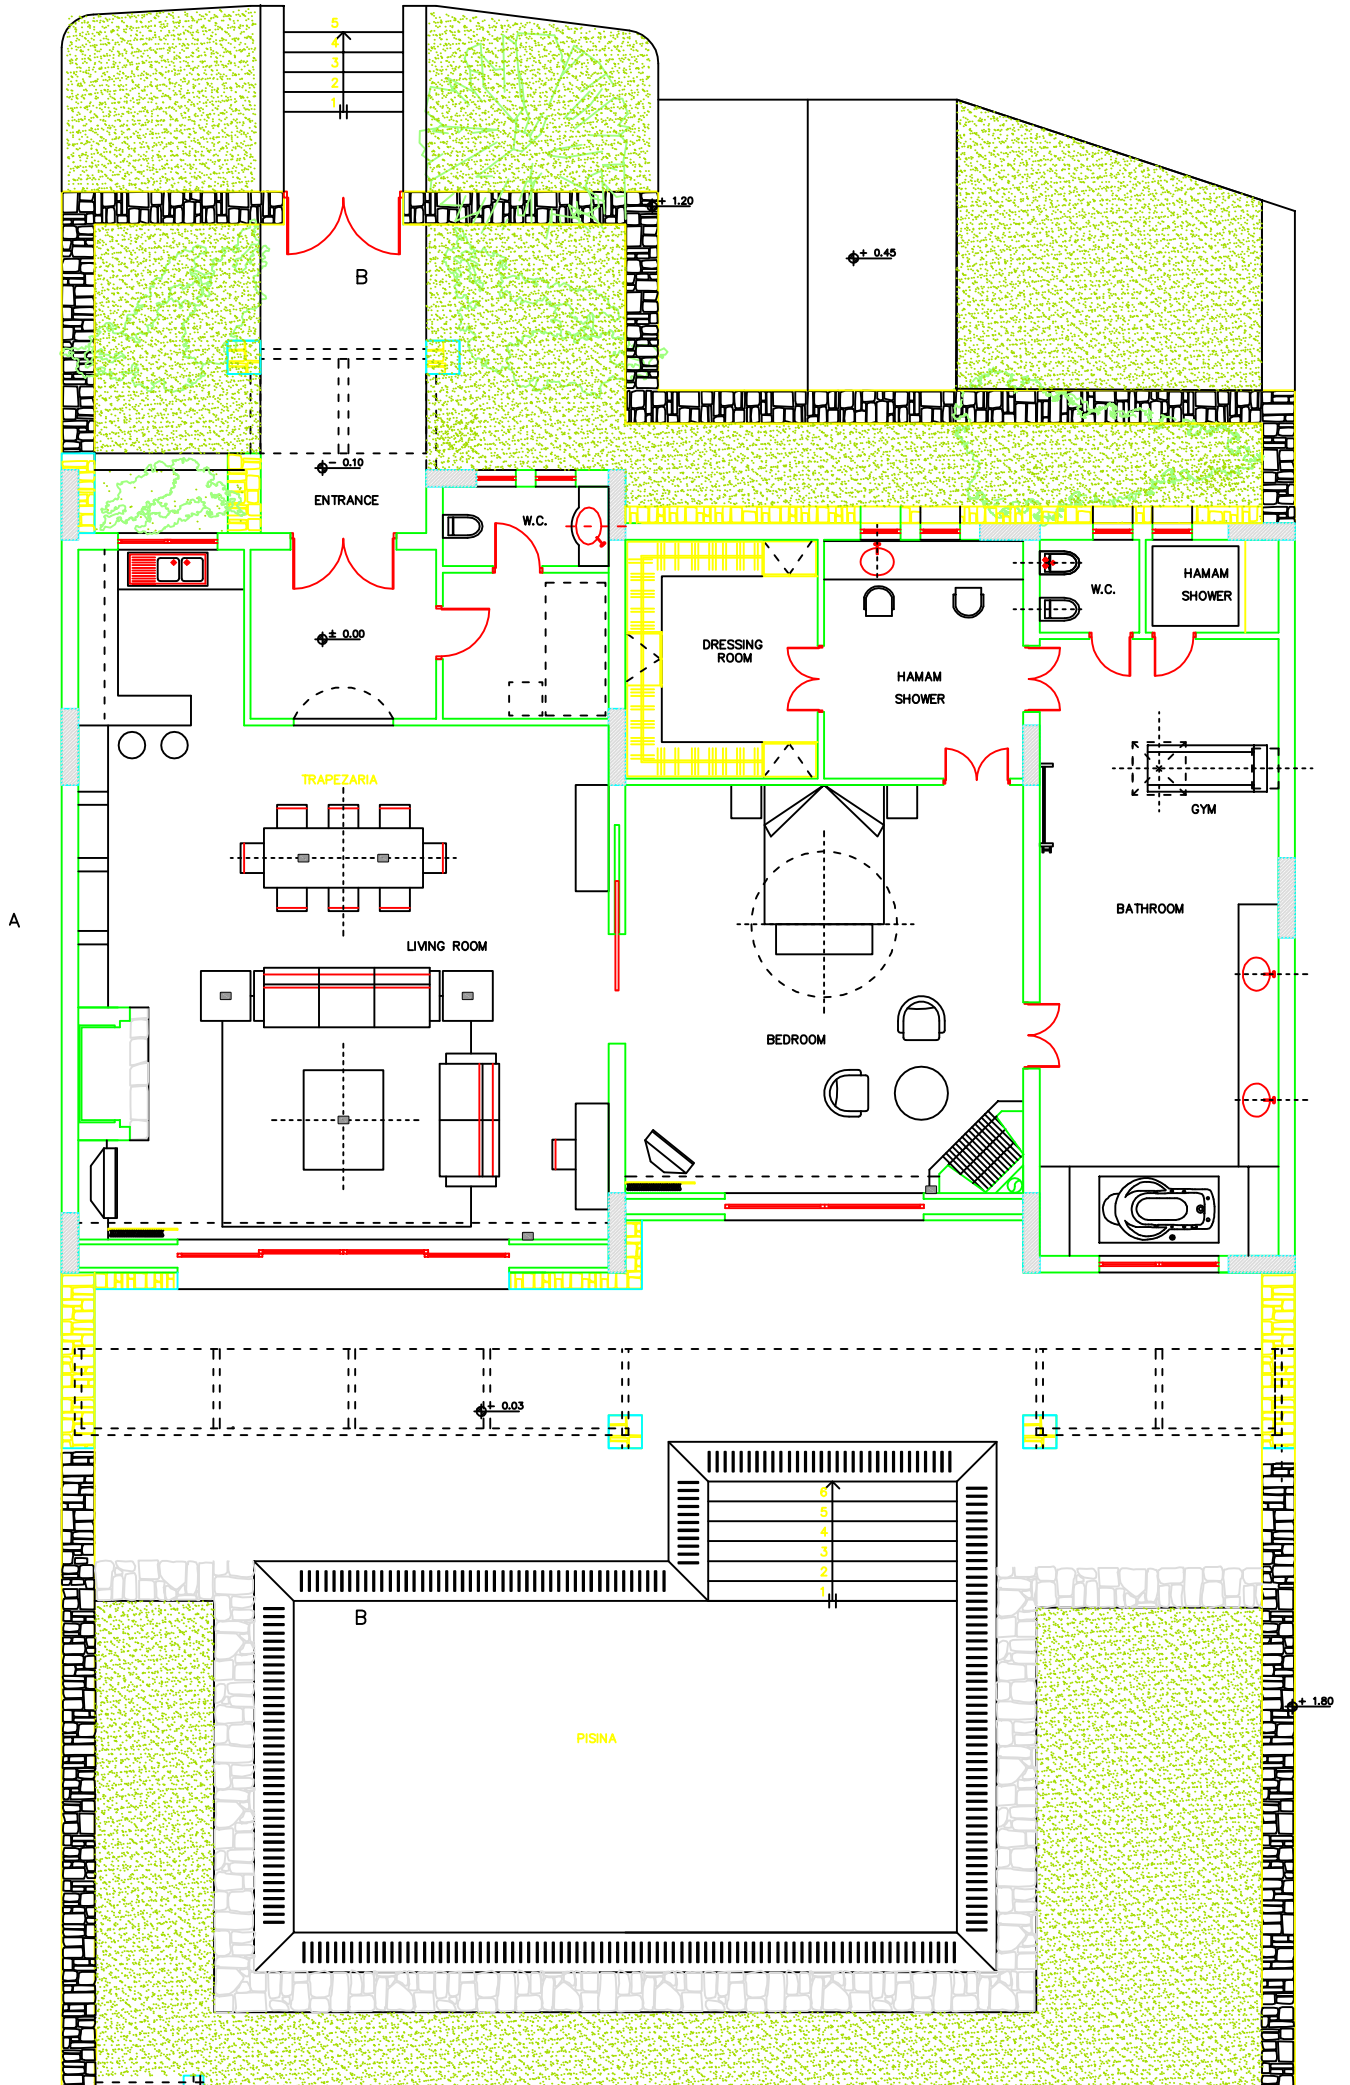 5
4
3
2
1
+ 1.20
+ 0.45
B
- 0.10
ENTRANCE
W.C.
HAMAM
SHOWER
W.C.
± 0.00
DRESSING
ROOM
HAMAM
SHOWER
TRAPEZARIA
GYM
A
BATHROOM
LIVING ROOM
BEDROOM
- 0.03
6
5
4
3
2
1
B
+ 1.80
PISINA